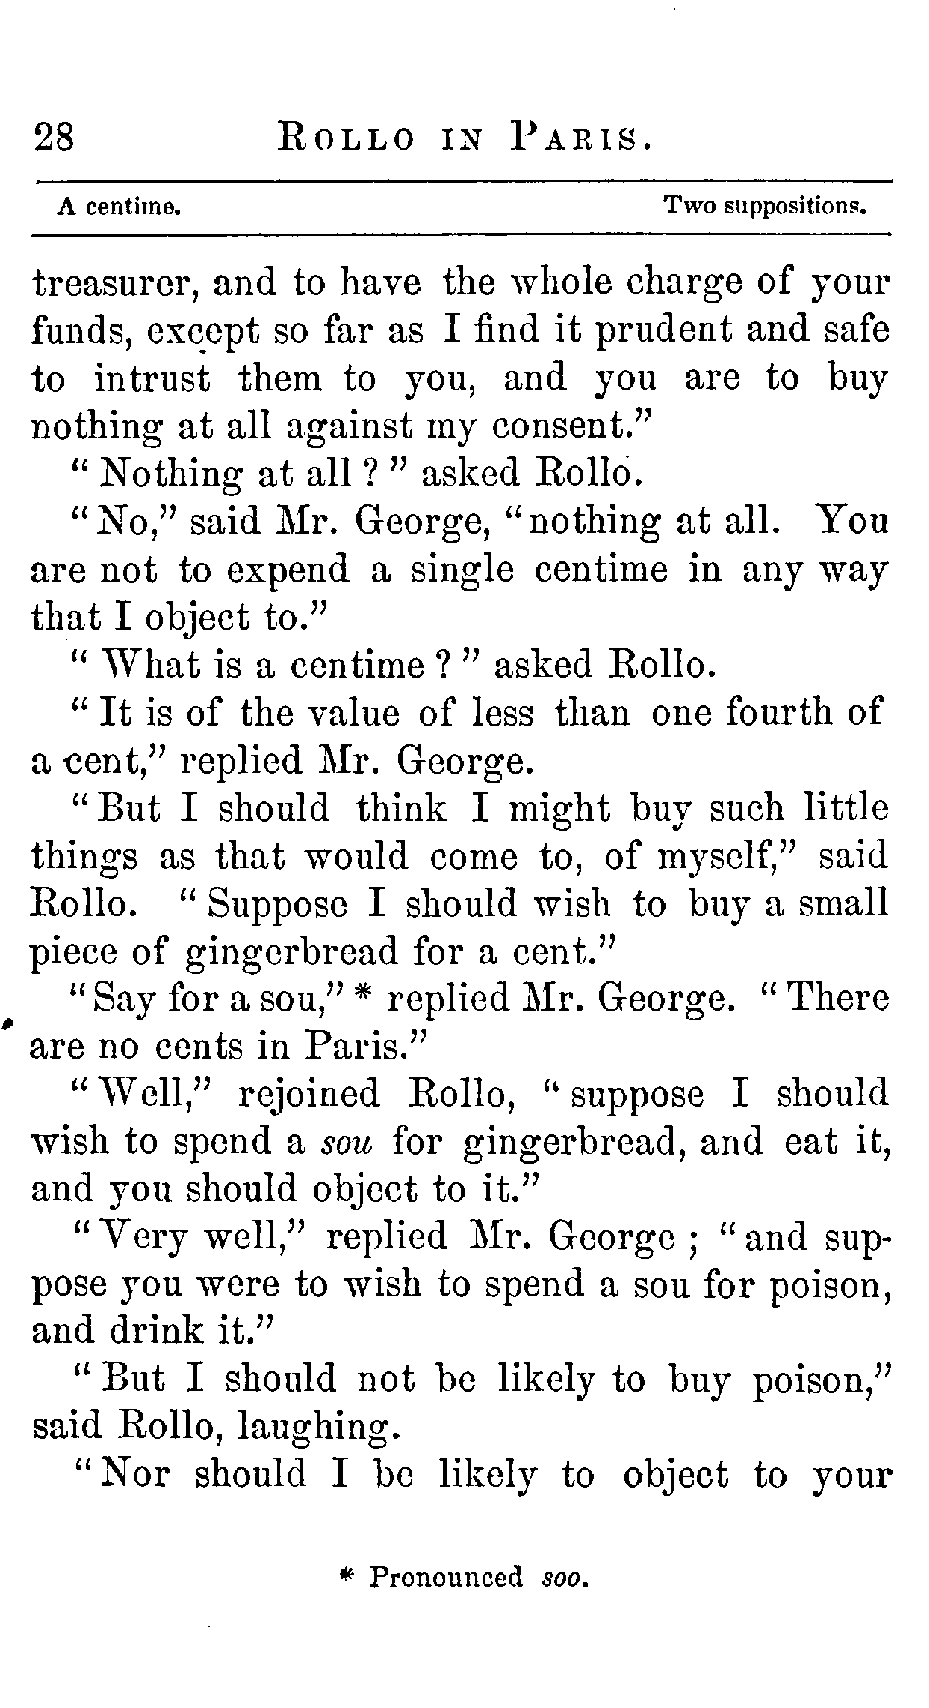 28 ROLLO IN PARIS.
A centime. Two suppositions.
treasurer, and to have the whole charge of your
funds, except so far as I find it prudent and safe
to intrust them to you, and you are to buy
nothing at all against my consent.”
“ Nothing at all ? ” asked Rollo.
“ No,” said Mr. George, “ nothing at all. You
are not to expend a single centime in any way
that I object to.”
“ What is a centime ? ” asked Rollo.
“ It is of the value of less than one fourth of
a cent,” replied Mr. George.
“ But I should think I might buy such little
things as that would come to, of myself,” said
Rollo. “ Suppose I should wish to buy a small
piece of gingerbread for a cent.”
“ Say for a sou,” * replied Mr. George. “ There
are no cents in Paris.”
“ Well,” rejoined Rollo, “ suppose I should
wish to spend a sou for gingerbread, and eat it,
and you should object to it.”
“ Very well,” replied Mr. George ; “ and sup-
pose you were to wish to spend a sou for poison,
and drink it.”
“ But I should not be likely to buy poison,”
said Rollo, laughing.
“ Nor should I be likely to object to your
* Pronounced soo.